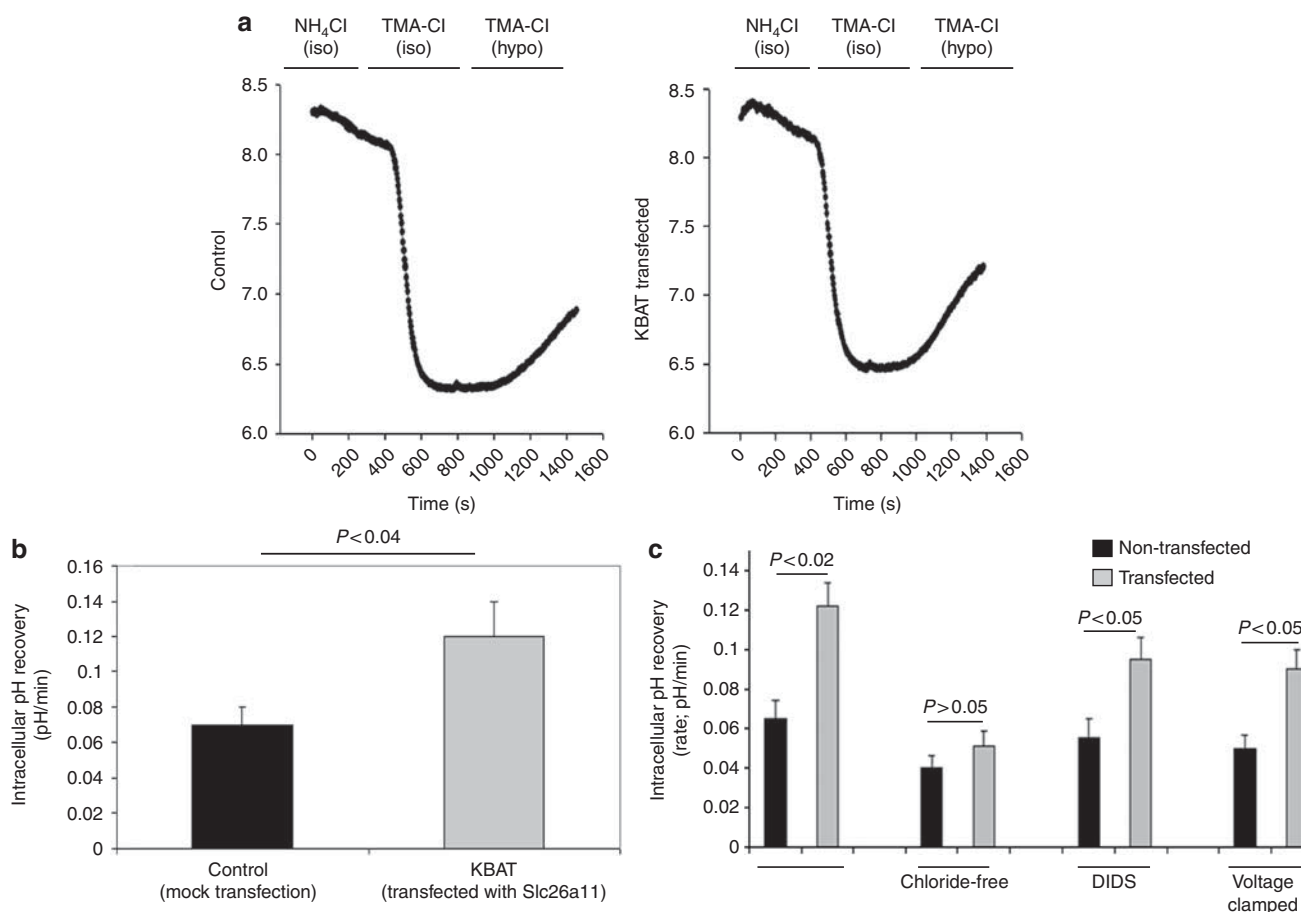 a
NH₄Cl TMA-Cl TMA-Cl
(iso) (iso) (hypo)
8.5
8.0
7.5
7.0
6.5
6.0
Control
0 200 400 600 800 1000 1200 1400 1600
Time (s)
NH₄Cl TMA-Cl TMA-Cl
(iso) (iso) (hypo)
8.5
8.0
7.5
7.0
6.5
6.0
KBAT transfected
0 200 400 600 800 1000 1200 1400 1600
Time (s)
b
P<0.04
0.16
0.14
0.12
0.1
0.08
0.06
0.04
0.02
0
Intracellular pH recovery
(pH/min)
Control
(mock transfection)
KBAT
(transfected with Slc26a11)
c
Non-transfected
Transfected
0.14
0.12
0.1
0.08
0.06
0.04
0.02
0
Intracellular pH recovery
(rate; pH/min)
P<0.02
P>0.05
P<0.05
P<0.05
Chloride-free
DIDS
Voltage
clamped